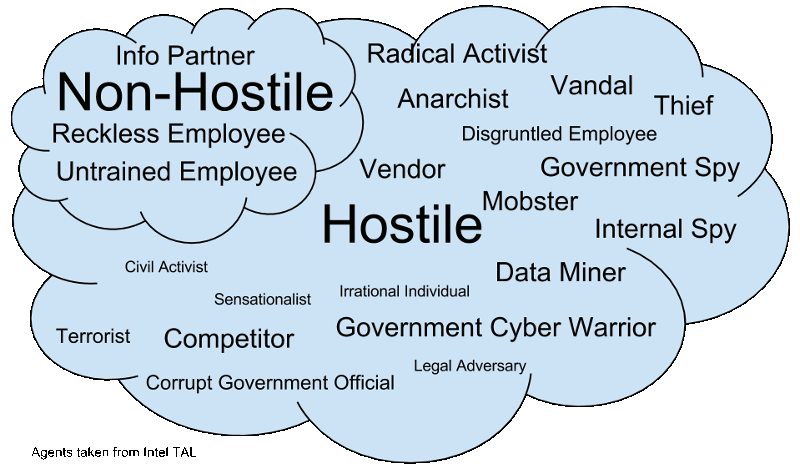 Info Partner
Non-Hostile
Reckless Employee
Untrained Employee
Radical Activist
Vandal
Anarchist
Thief
Disgruntled Employee
Vendor
Government Spy
Mobster
Hostile
Internal Spy
Civil Activist
Data Miner
Sensationalist
Irrational Individual
Terrorist
Competitor
Government Cyber Warrior
Legal Adversary
Corrupt Government Official
Agents taken from Intel TAL